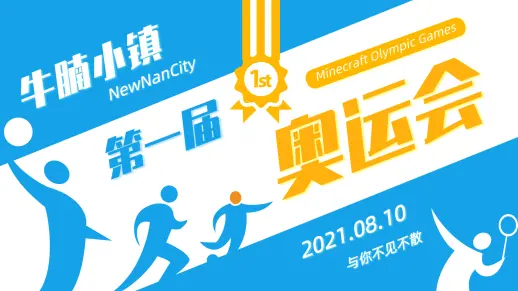 牛腩小镇
NewNanCity
1st
Minecraft Olympic Games
第一届
奥运会
2021.08.10
与你不见不散